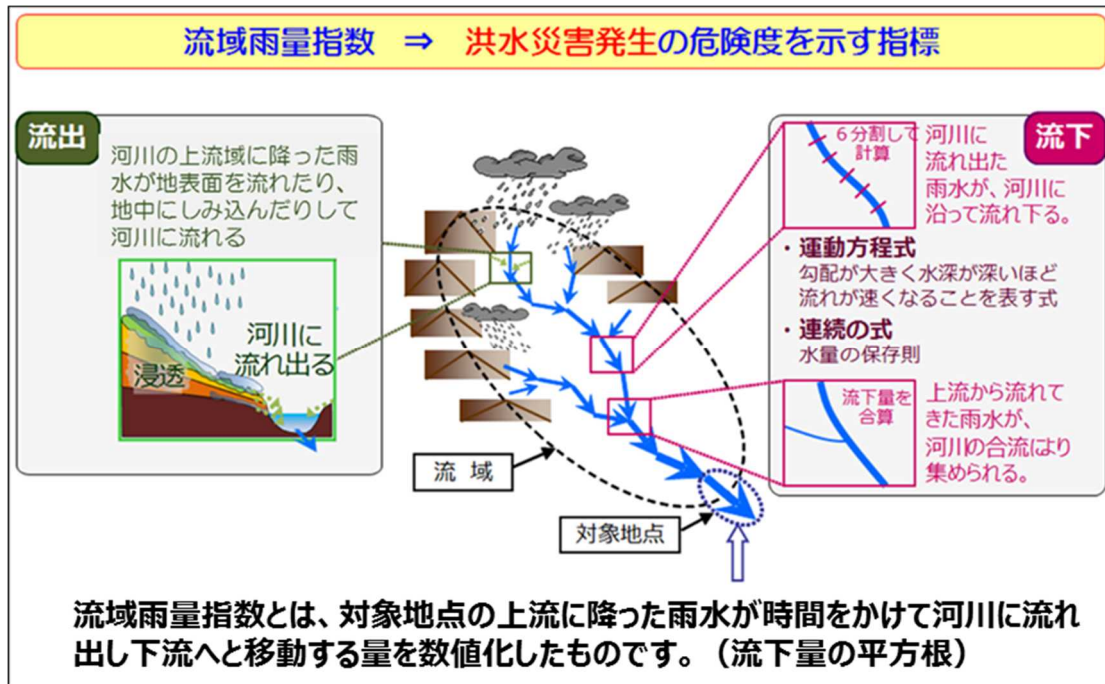 流域雨量指数 ⇒ 洪水災害発生の危険度を示す指標
流出
河川の上流域に降った雨
水が地表面を流れたり、
地中にしみ込んだりして
河川に流れる
河川に
流れ出る
浸透
流域
対象地点
流下
6分割して
計算
河川に
流れ出た
雨水が、河川に
沿って流れ下る。
・運動方程式
勾配が大きく水深が深いほど
流れが速くなることを表す式
・連続の式
水量の保存則
流下量を
合算
上流から流れて
きた雨水が、
河川の合流により
集められる。
流域雨量指数とは、対象地点の上流に降った雨水が時間をかけて河川に流れ
出し下流へと移動する量を数値化したものです。（流下量の平方根）